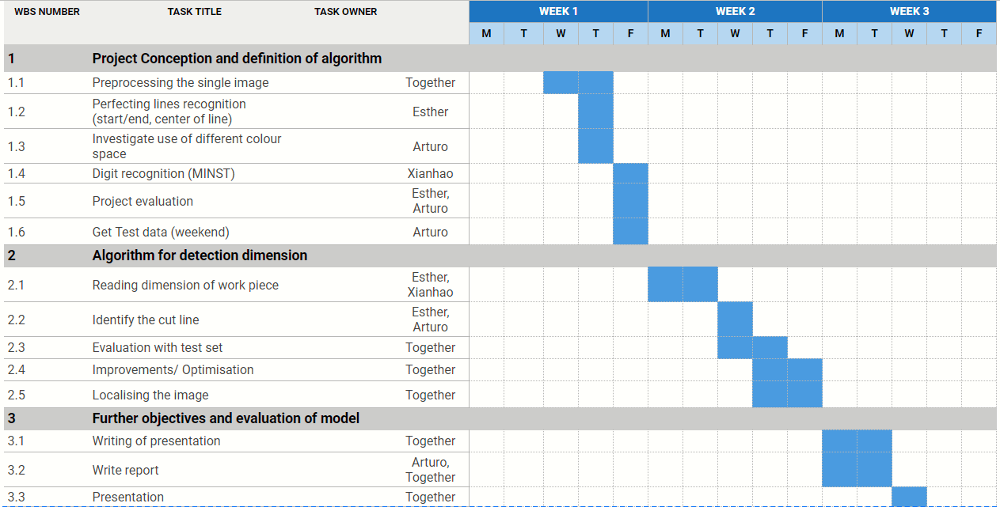 WBS NUMBER TASK TITLE TASK OWNER WEEK 1 WEEK 2 WEEK 3
M T W T F M T W T F M T W T F
1 Project Conception and definition of algorithm
1.1 Preprocessing the single image Together
1.2 Perfecting lines recognition
(start/end, center of line) Esther
1.3 Investigate use of different colour
space Arturo
1.4 Digit recognition (MINST) Xianhao
1.5 Project evaluation Esther,
Arturo
1.6 Get Test data (weekend) Arturo
2 Algorithm for detection dimension
2.1 Reading dimension of work piece Esther,
Xianhao
2.2 Identify the cut line Esther,
Arturo
2.3 Evaluation with test set Together
2.4 Improvements/ Optimisation Together
2.5 Localising the image Together
3 Further objectives and evaluation of model
3.1 Writing of presentation Together
3.2 Write report Arturo,
Together
3.3 Presentation Together